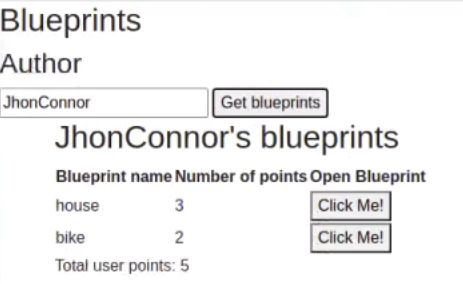 Blueprints
Author
JhonConnor Get blueprints
JhonConnor's blueprints
Blueprint name Number of points Open Blueprint
house 3 Click Me!
bike 2 Click Me!
Total user points: 5